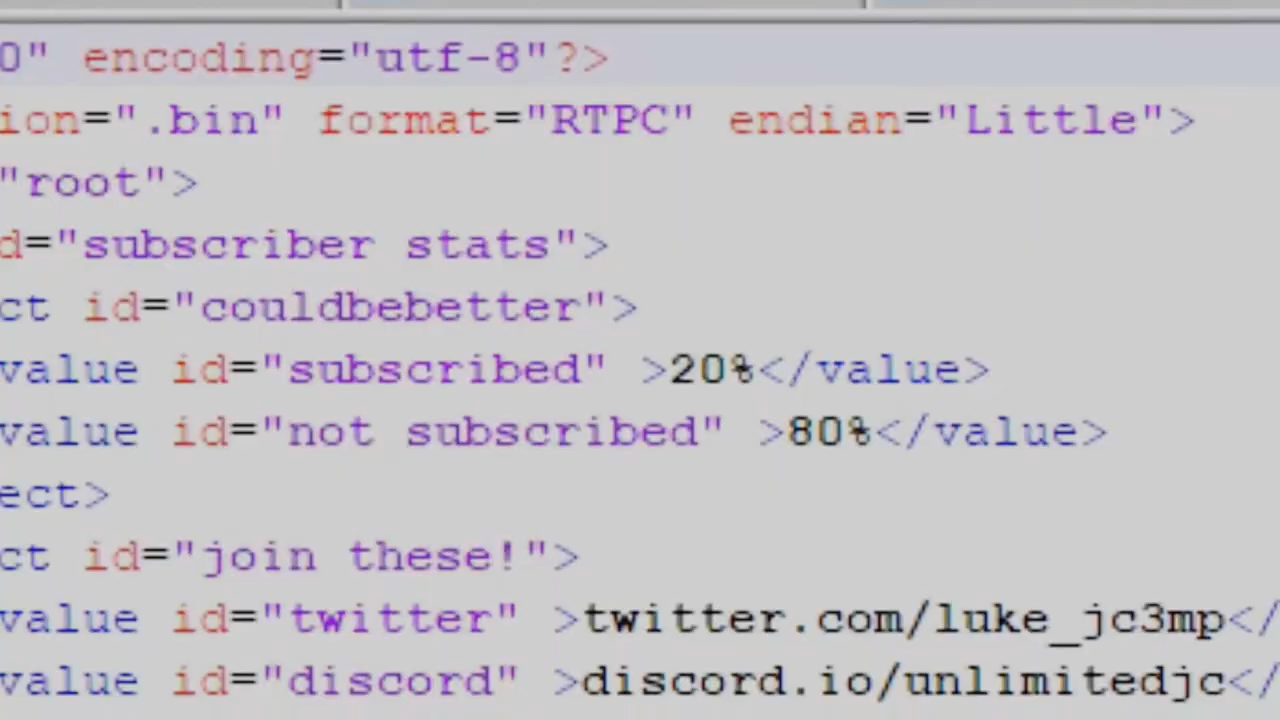 0" encoding="utf-8"?>
ion=".bin" format="RTPC" endian="Little">
"root">
d="subscriber stats">
ct id="couldbebetter">
value id="subscribed" >20%</value>
value id="not subscribed" >80%</value>
ect>
ct id="join these!">
value id="twitter" >twitter.com/luke_jc3mp</
value id="discord" >discord.io/unlimitedjc</